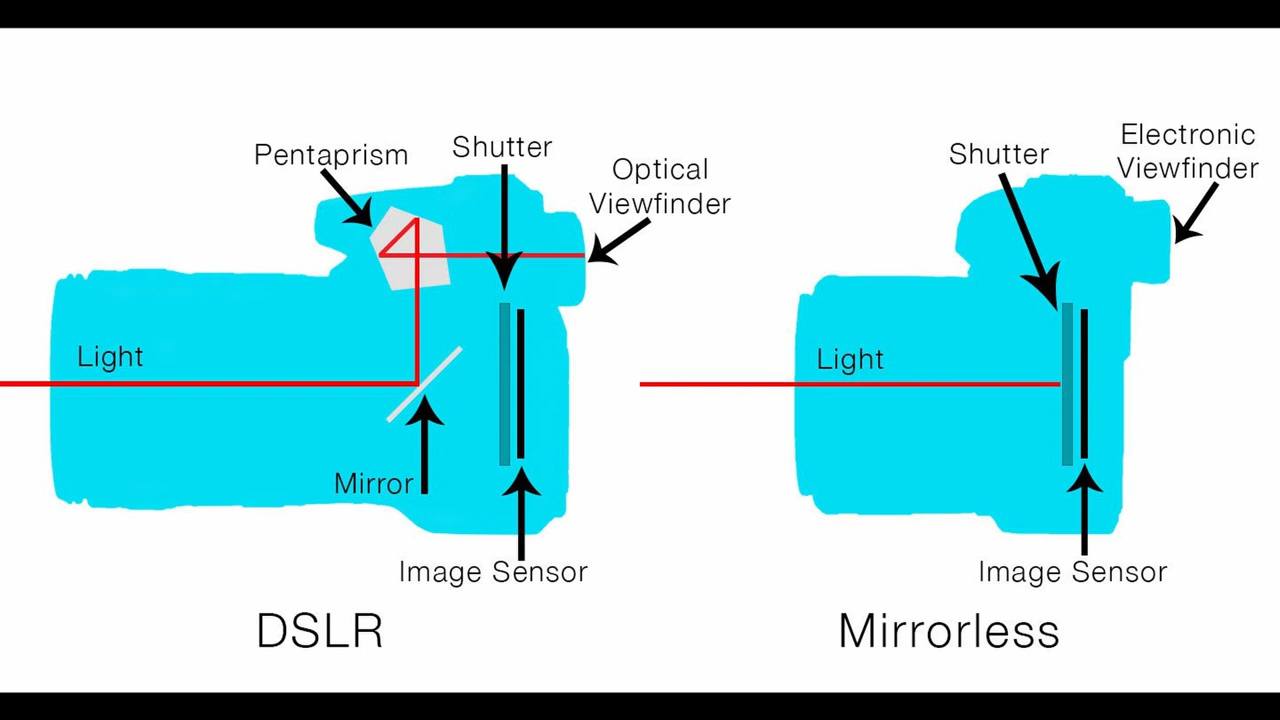 Pentaprism
Shutter
Optical
Viewfinder
Light
Mirror
Image Sensor
DSLR
Shutter
Electronic
Viewfinder
Light
Image Sensor
Mirrorless